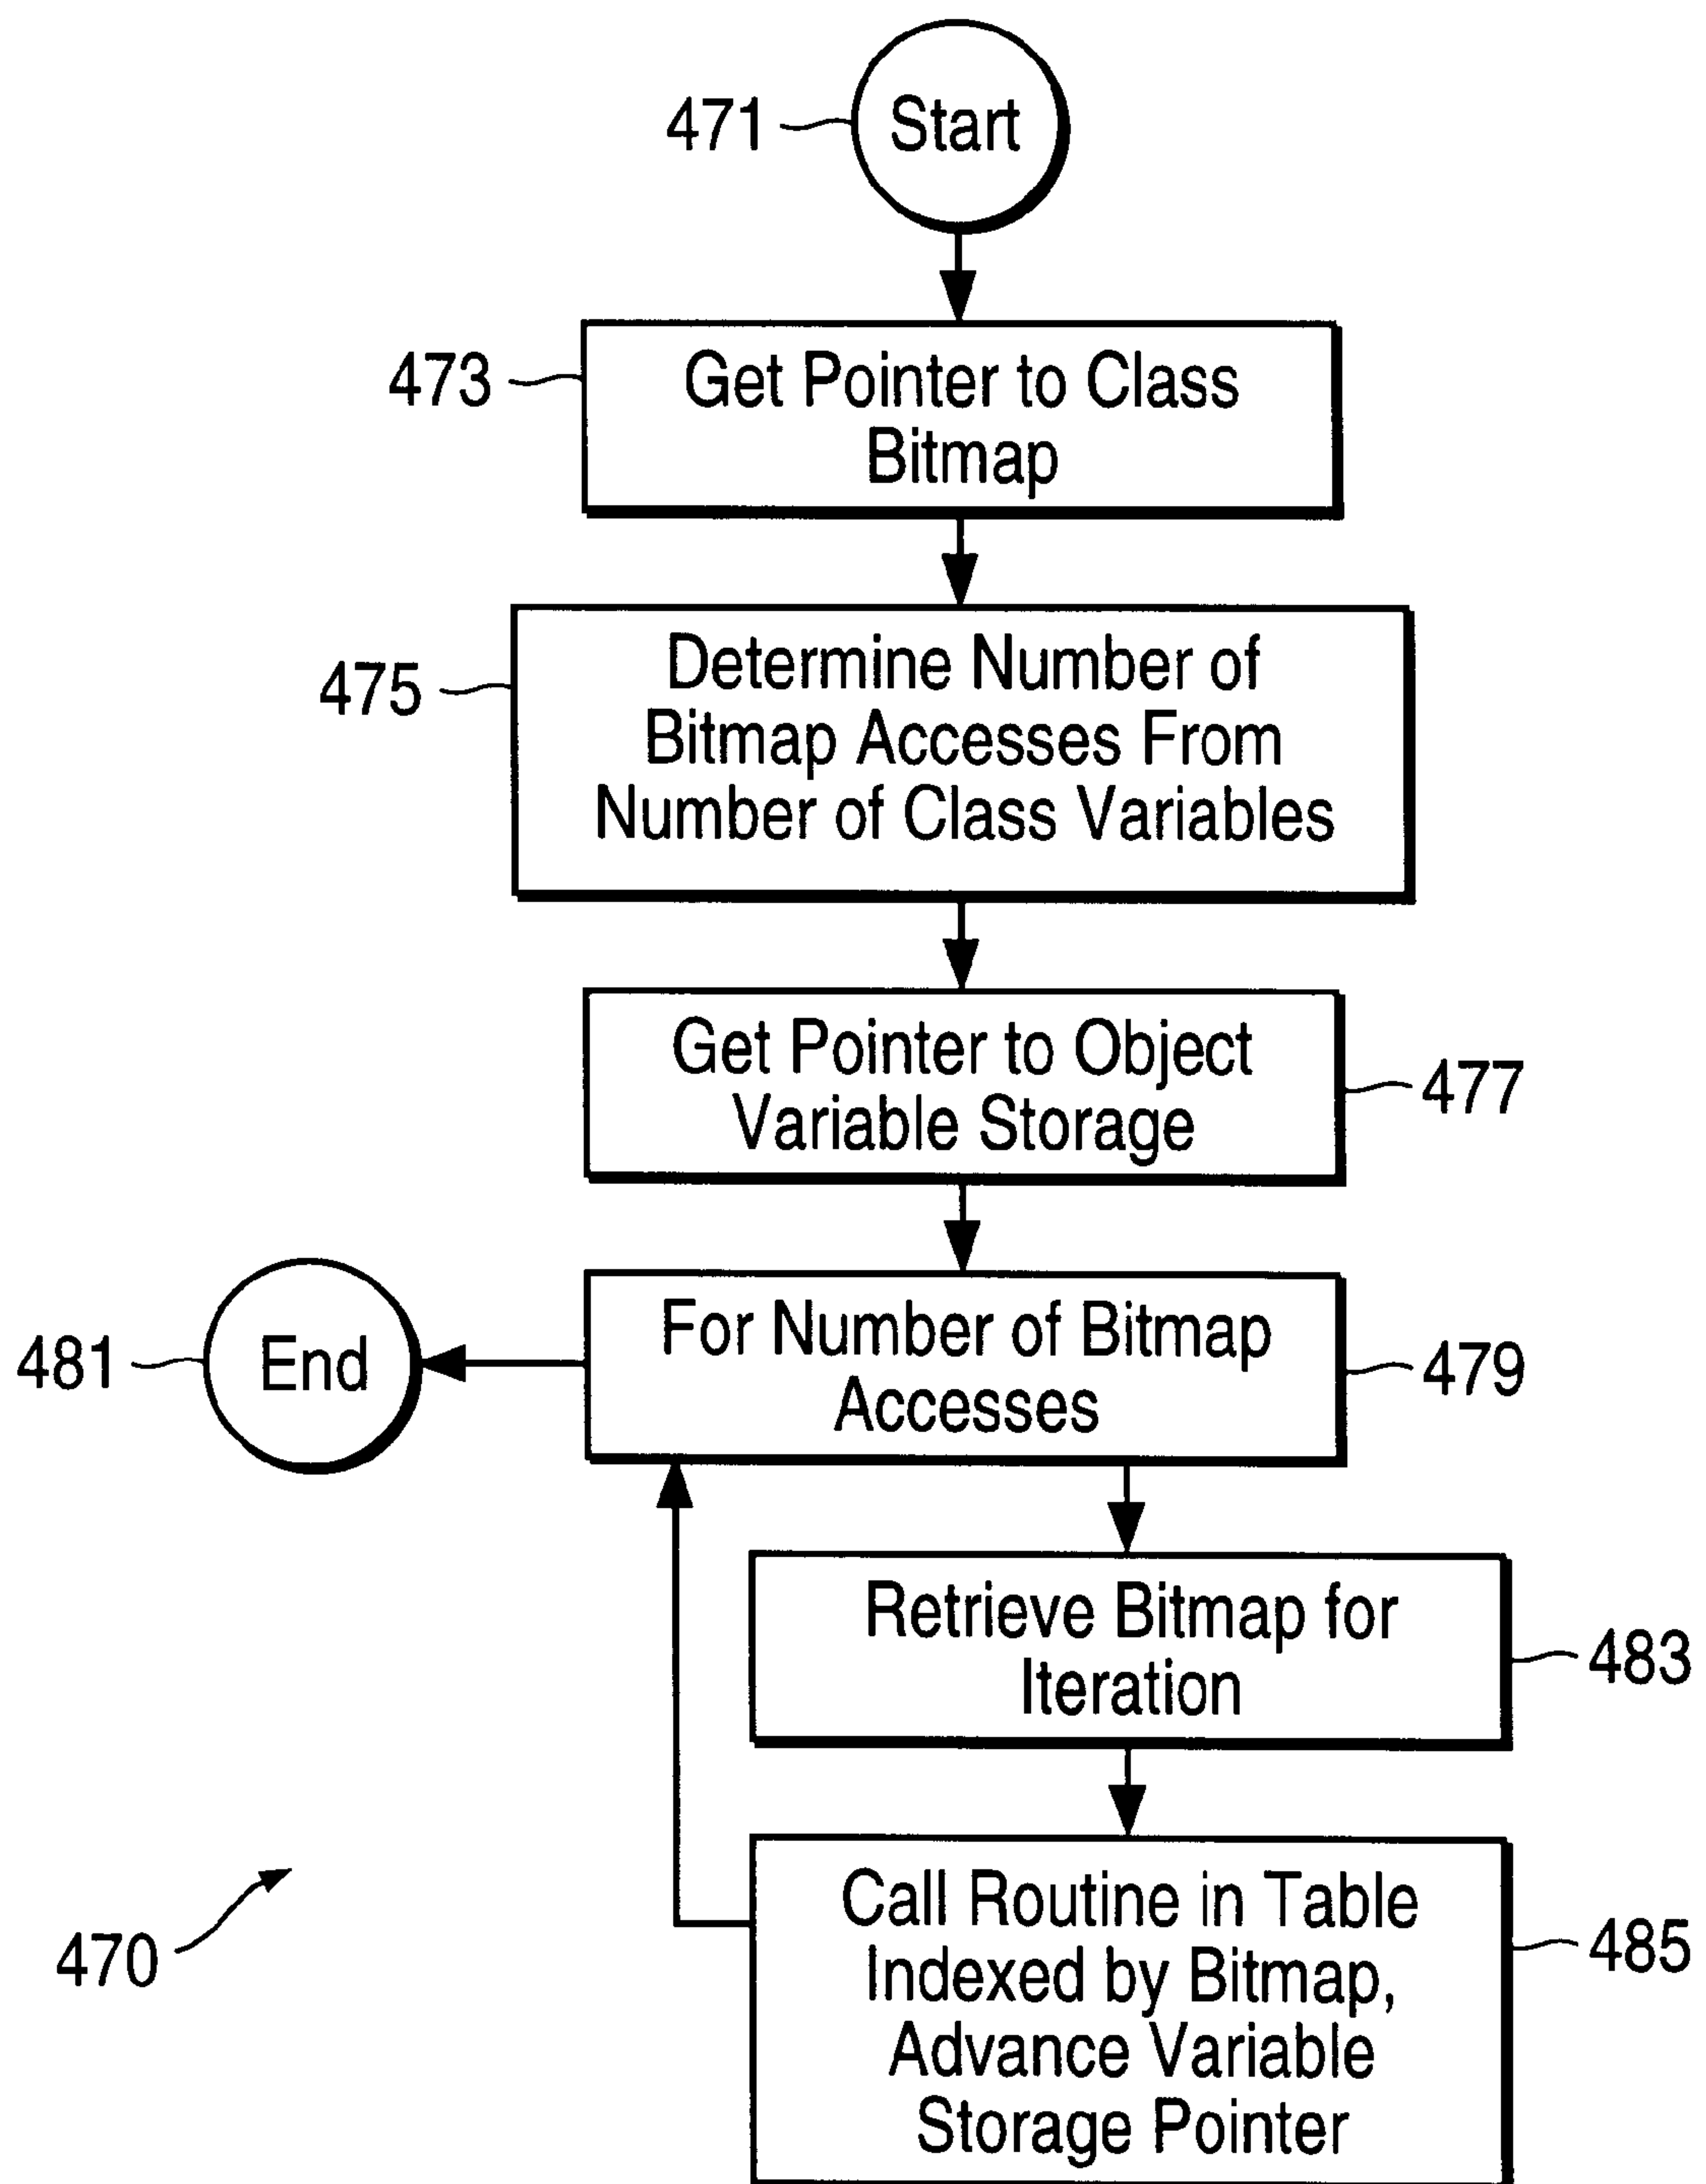 471
Start
473
Get Pointer to Class
Bitmap
475
Determine Number of
Bitmap Accesses From
Number of Class Variables
Get Pointer to Object
Variable Storage
477
481
End
For Number of Bitmap
Accesses
479
Retrieve Bitmap for
Iteration
483
Call Routine in Table
Indexed by Bitmap,
Advance Variable
Storage Pointer
485
470